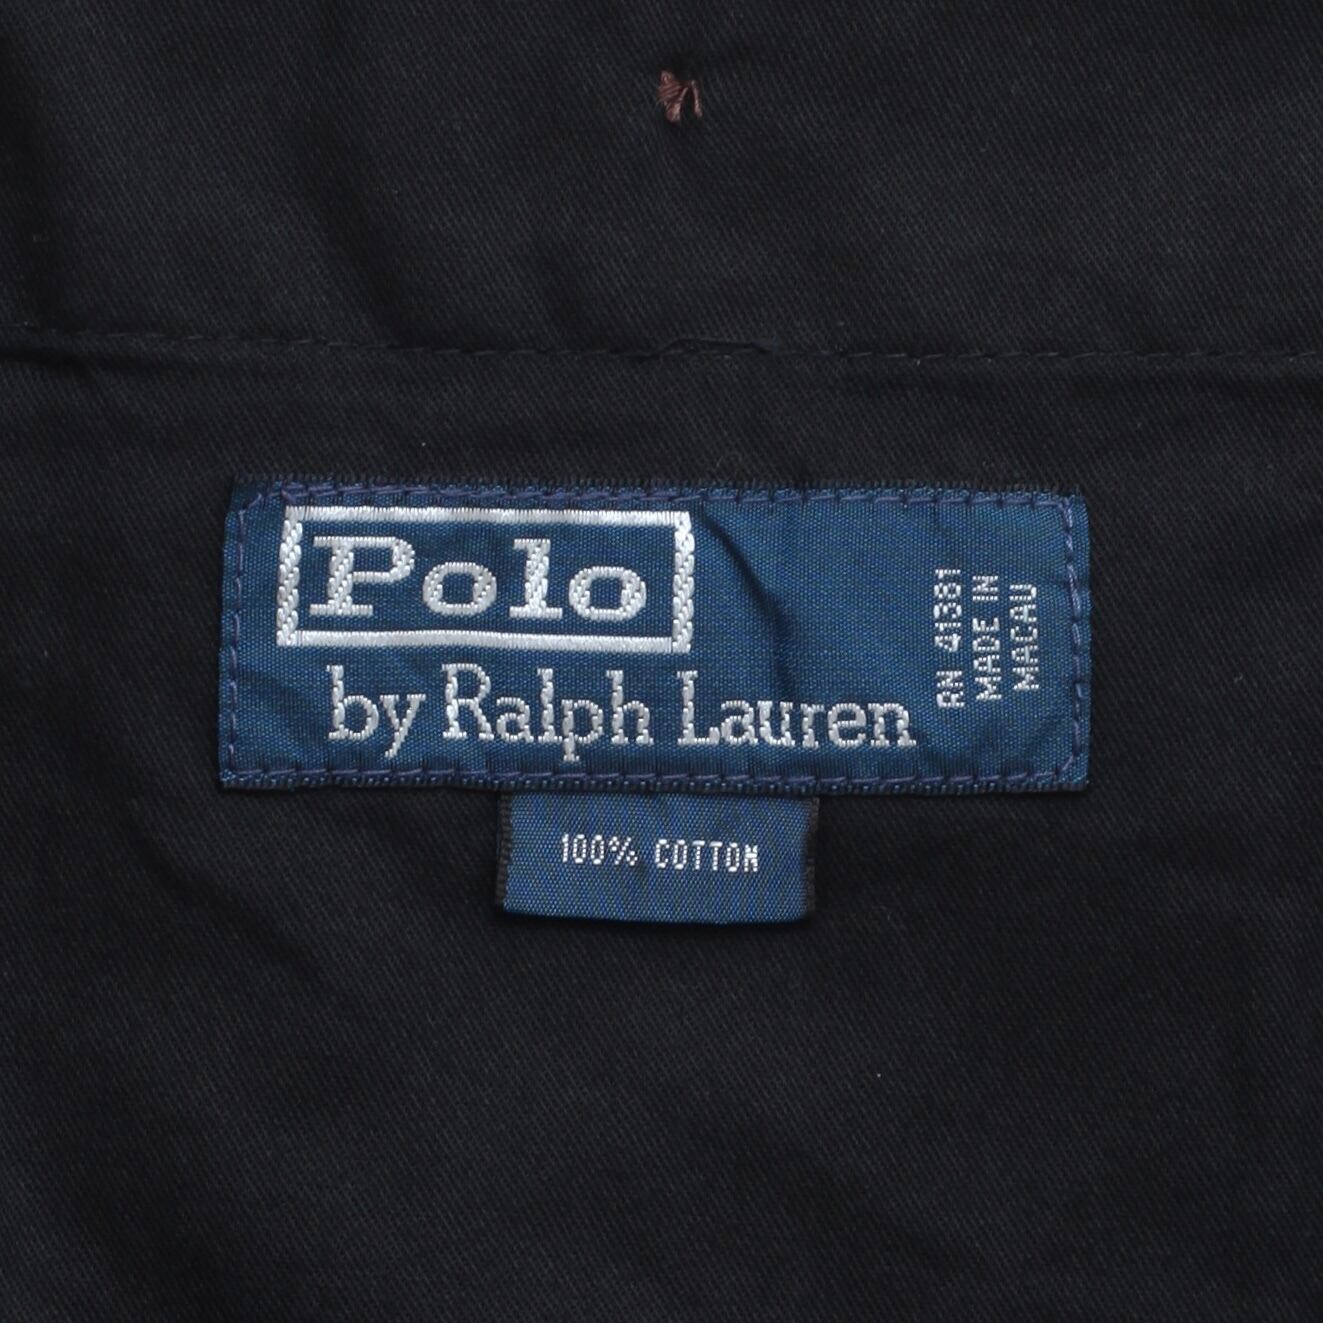 Polo
by Ralph Lauren
RN 41381
MADE IN
MACAU
100% COTTON